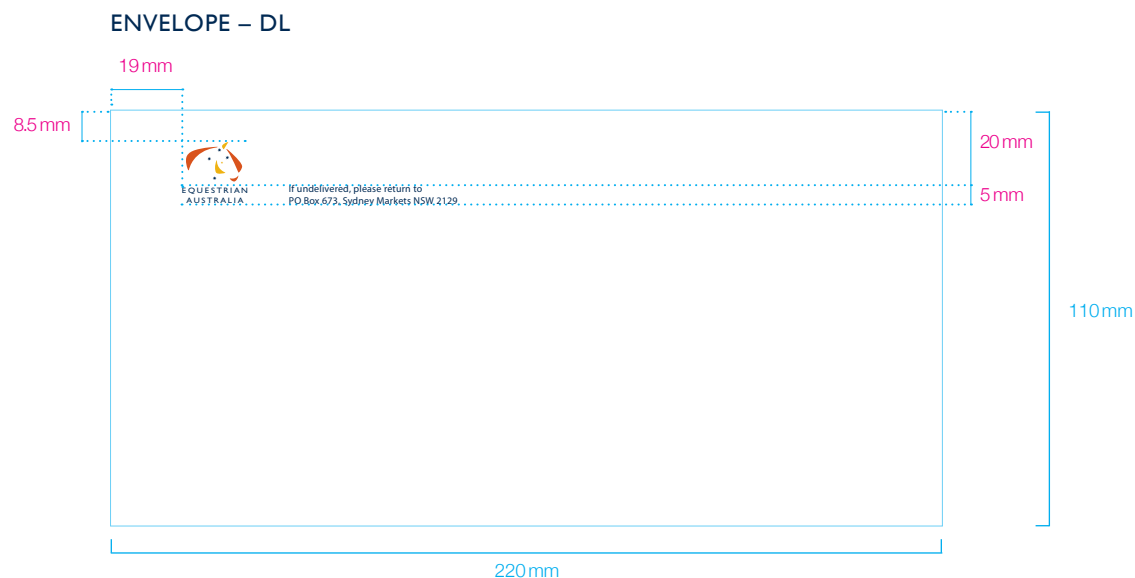 ENVELOPE – DL
19 mm
8.5 mm
20 mm
EQUESTRIAN
AUSTRALIA
If undelivered, please return to
PO Box 673, Sydney Markets NSW 2129
5 mm
110 mm
220 mm